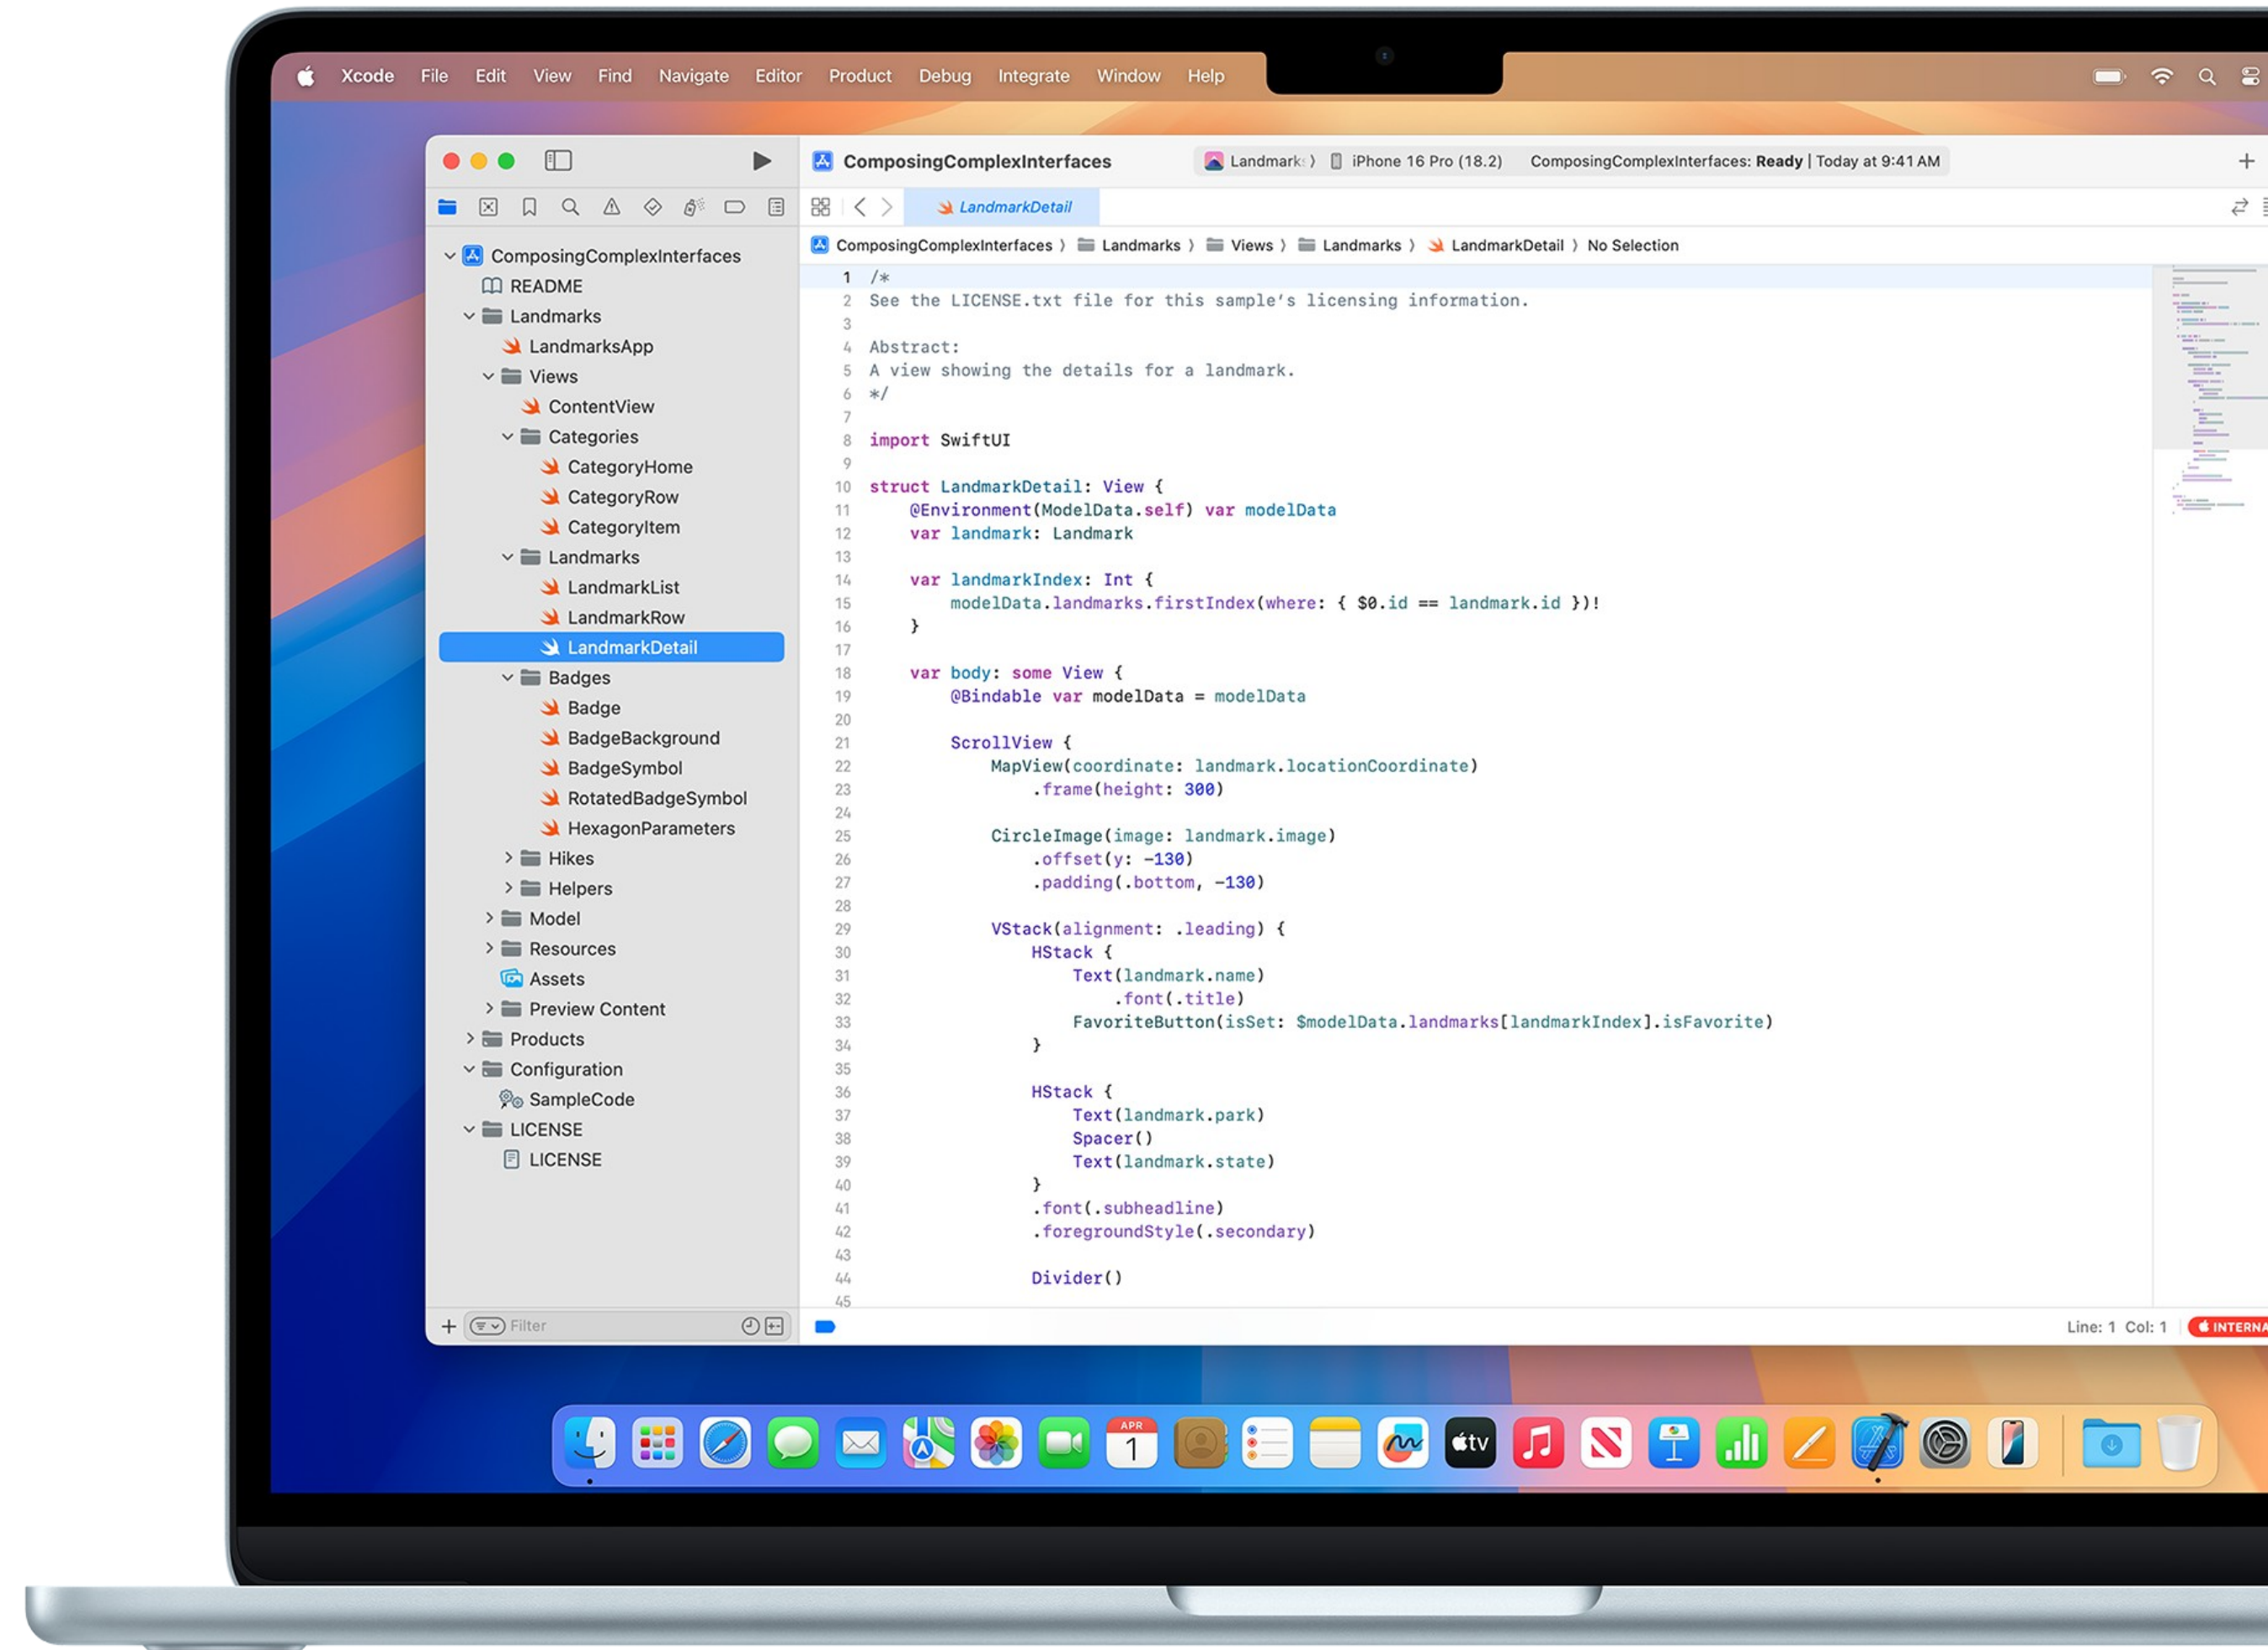 Xcode File Edit View Find Navigate Editor Product Debug Integrate Window Help
ComposingComplexInterfaces
Landmarks iPhone 16 Pro (18.2) ComposingComplexInterfaces: Ready | Today at 9:41 AM
LandmarkDetail
ComposingComplexInterfaces Landmarks Views Landmarks LandmarkDetail No Selection
ComposingComplexInterfaces
README
Landmarks
LandmarksApp
Views
ContentView
Categories
CategoryHome
CategoryRow
CategoryItem
Landmarks
LandmarkList
LandmarkRow
LandmarkDetail
Badges
Badge
BadgeBackground
BadgeSymbol
RotatedBadgeSymbol
HexagonParameters
Hikes
Helpers
Model
Resources
Assets
Preview Content
Products
Configuration
SampleCode
LICENSE
LICENSE
Filter
1 /*
2 See the LICENSE.txt file for this sample's licensing information.
3
4 Abstract:
5 A view showing the details for a landmark.
6 */
7
8 import SwiftUI
9
10 struct LandmarkDetail: View {
11     @Environment(ModelData.self) var modelData
12     var landmark: Landmark
13
14     var landmarkIndex: Int {
15         modelData.landmarks.firstIndex(where: { $0.id == landmark.id })!
16     }
17
18     var body: some View {
19         @Bindable var modelData = modelData
20
21         ScrollView {
22             MapView(coordinate: landmark.locationCoordinate)
23                 .frame(height: 300)
24
25             CircleImage(image: landmark.image)
26                 .offset(y: -130)
27                 .padding(.bottom, -130)
28
29             VStack(alignment: .leading) {
30                 HStack {
31                     Text(landmark.name)
32                         .font(.title)
33                     FavoriteButton(isSet: $modelData.landmarks[landmarkIndex].isFavorite)
34                 }
35
36                 HStack {
37                     Text(landmark.park)
38                     Spacer()
39                     Text(landmark.state)
40                 }
41                 .font(.subheadline)
42                 .foregroundStyle(.secondary)
43
44                 Divider()
45
Line: 1 Col: 1
INTERNA
APR
1
tv